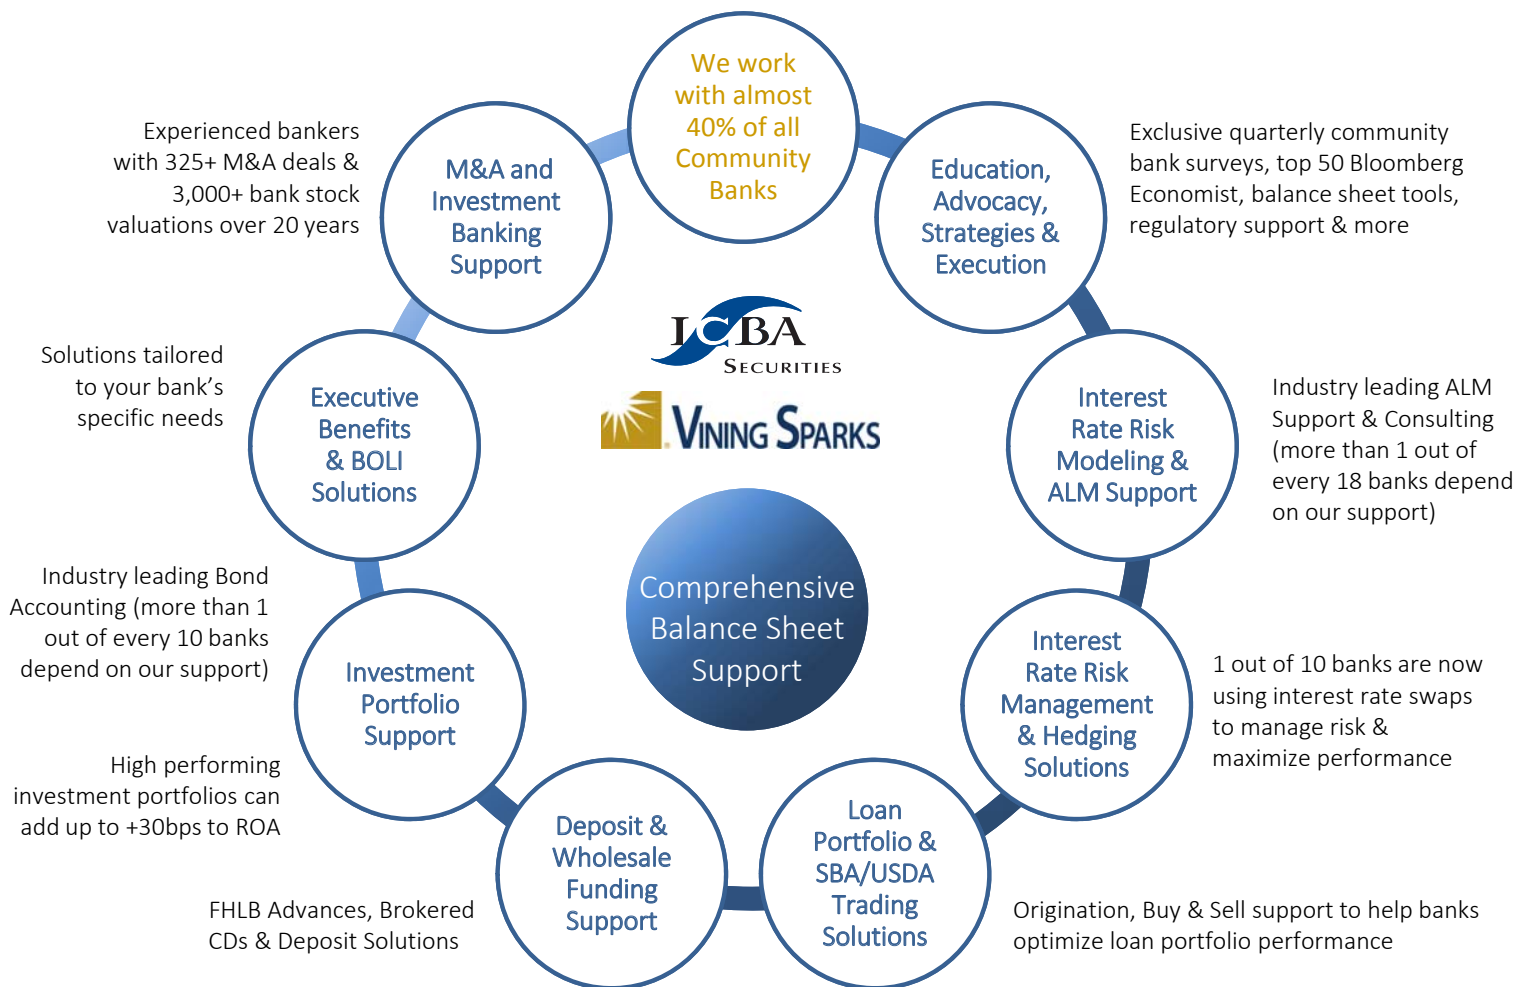 We work
with almost
40% of all
Community
Banks
Education,
Advocacy,
Strategies &
Execution
Exclusive quarterly community
bank surveys, top 50 Bloomberg
Economist, balance sheet tools,
regulatory support & more
Interest
Rate Risk
Modeling &
ALM Support
Industry leading ALM
Support & Consulting
(more than 1 out of
every 18 banks depend
on our support)
Interest
Rate Risk
Management
& Hedging
Solutions
1 out of 10 banks are now
using interest rate swaps
to manage risk &
maximize performance
Loan
Portfolio &
SBA/USDA
Trading
Solutions
Origination, Buy & Sell support to help banks
optimize loan portfolio performance
Deposit &
Wholesale
Funding
Support
FHLB Advances, Brokered
CDs & Deposit Solutions
Investment
Portfolio
Support
Industry leading Bond
Accounting (more than 1
out of every 10 banks
depend on our support)
High performing
investment portfolios can
add up to +30bps to ROA
Executive
Benefits
& BOLI
Solutions
Solutions tailored
to your bank's
specific needs
M&A and
Investment
Banking
Support
Experienced bankers
with 325+ M&A deals &
3,000+ bank stock
valuations over 20 years
ICBA
SECURITIES
®
VINING SPARKS
Comprehensive
Balance Sheet
Support